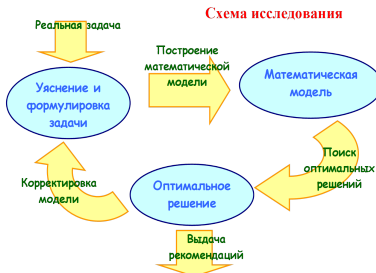 Схема исследования
Реальная задача
Построение
математической
модели
Уяснение и
формулировка
задачи
Математическая
модель
Поиск
оптимальных
решений
Корректировка
модели
Оптимальное
решение
Выдача
рекомендаций